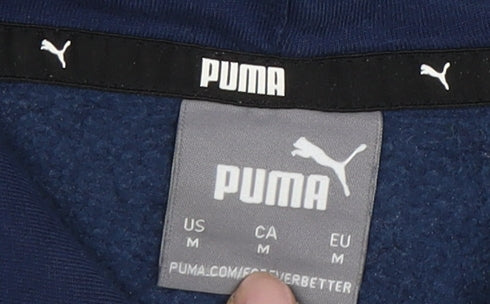 PUMA
PUMA
US CA EU
M M M
PUMA.COM/FOREVERBETTER